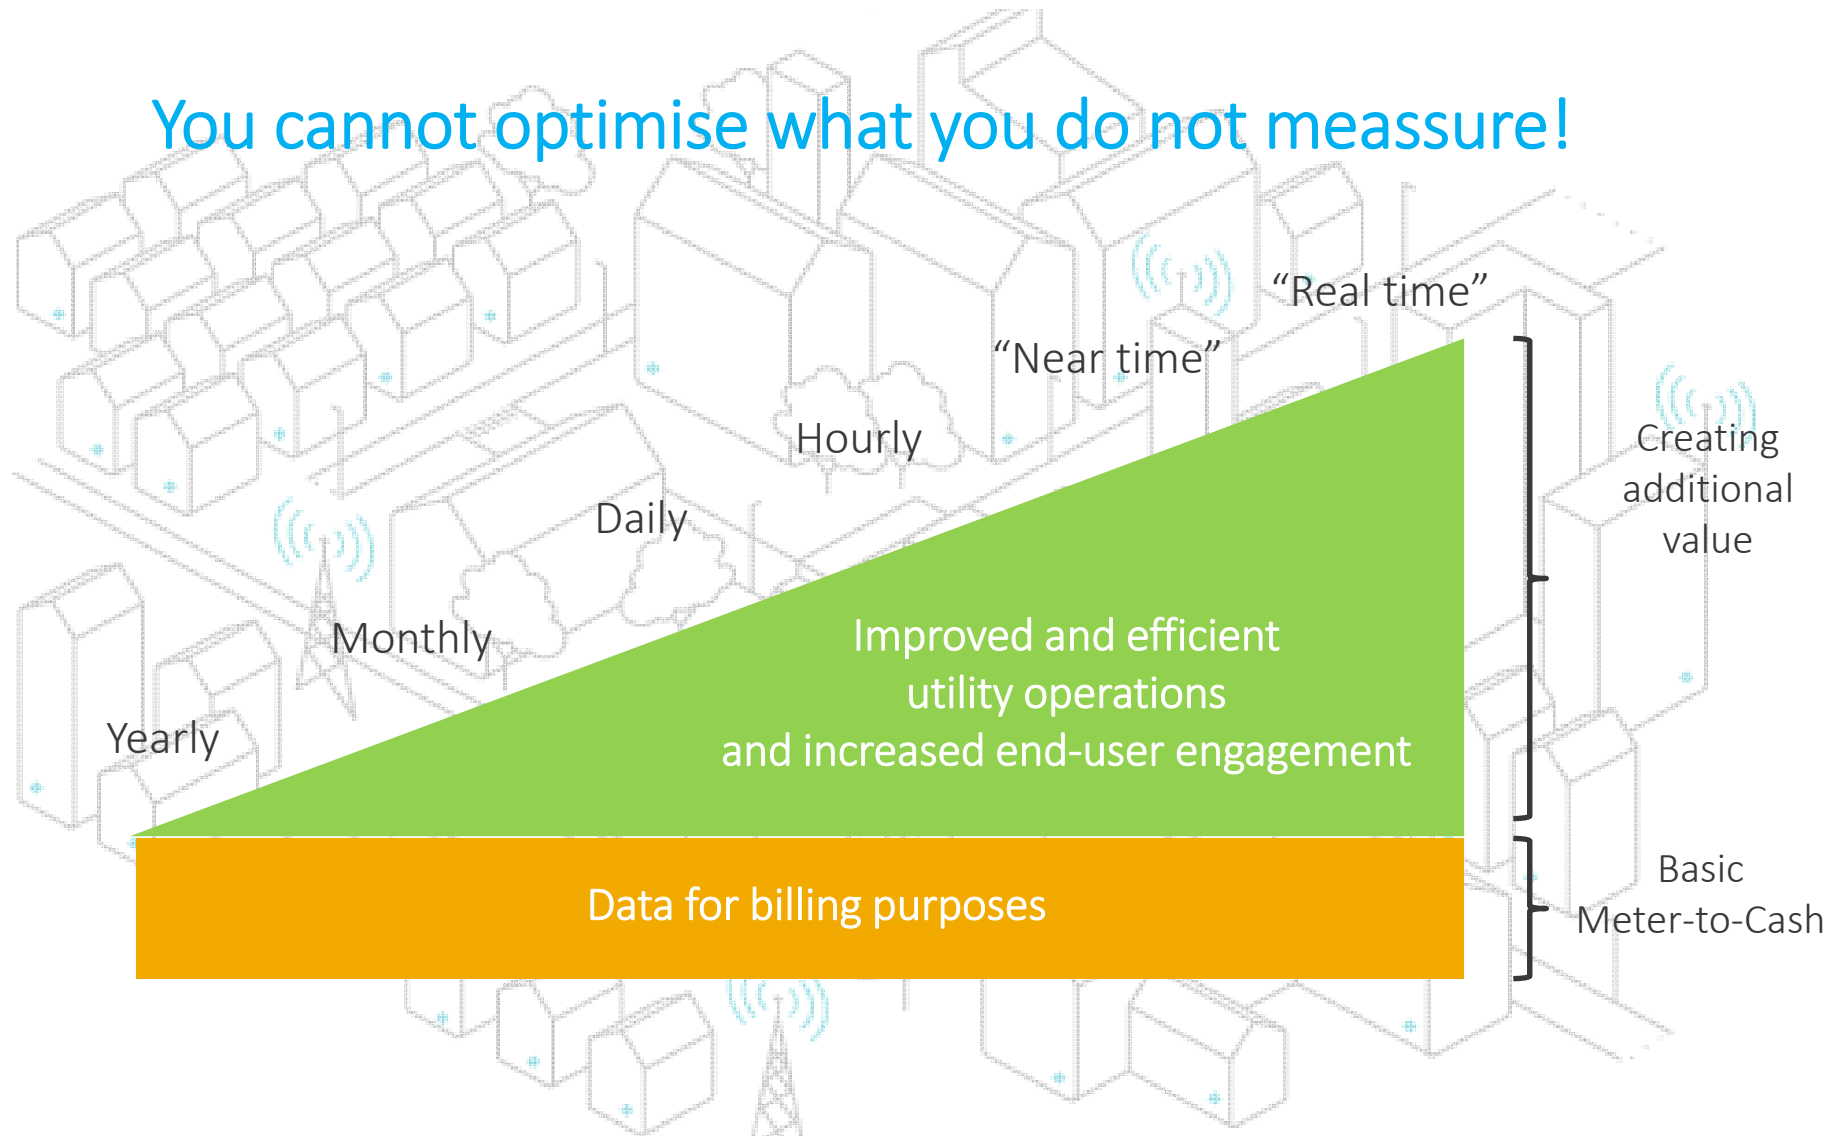 You cannot optimise what you do not meassure!
“Real time”
“Near time”
Hourly
Daily
Monthly
Yearly
Creating
additional
value
Improved and efficient
utility operations
and increased end-user engagement
Data for billing purposes
Basic
Meter-to-Cash